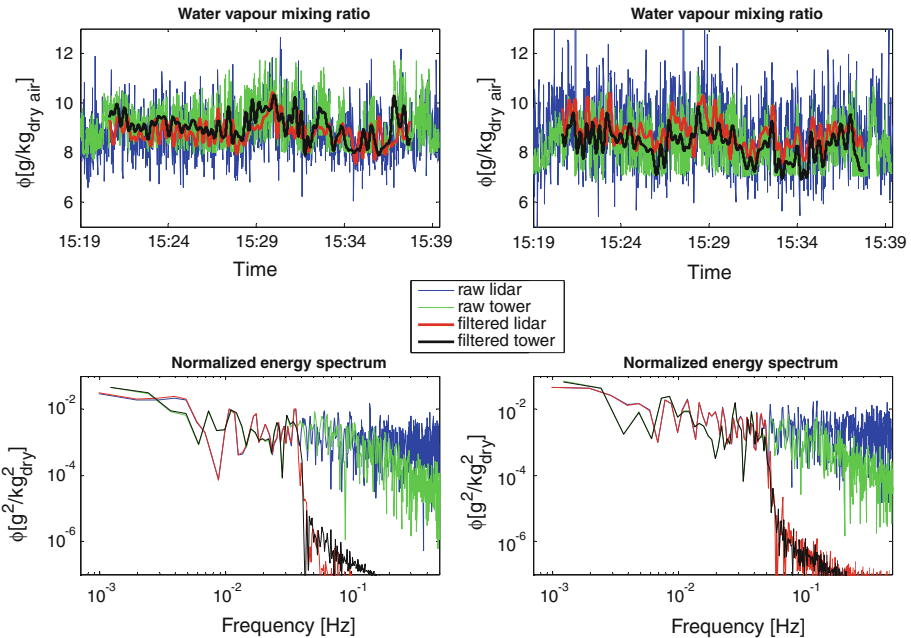 Water vapour mixing ratio
ϕ[g/kg_dry air]
12
10
8
6
15:19 15:24 15:29 15:34 15:39
Time
Water vapour mixing ratio
ϕ[g/kg_dry air]
12
10
8
6
15:19 15:24 15:29 15:34 15:39
Time
raw lidar
raw tower
filtered lidar
filtered tower
Normalized energy spectrum
ϕ[g²/kg²_dry]
10⁻²
10⁻⁴
10⁻⁶
10⁻³ 10⁻² 10⁻¹
Frequency [Hz]
Normalized energy spectrum
ϕ[g²/kg²_dry]
10⁻²
10⁻⁴
10⁻⁶
10⁻³ 10⁻² 10⁻¹
Frequency [Hz]